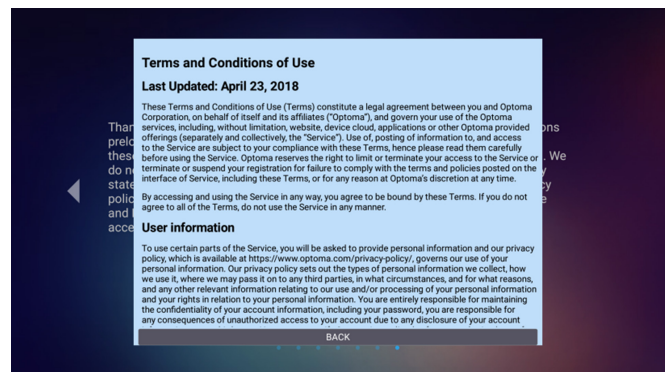 Terms and Conditions of Use
Last Updated: April 23, 2018
These Terms and Conditions of Use (Terms) constitute a legal agreement between you and Optoma
Corporation, on behalf of itself and its affiliates ("Optoma"), and govern your use of the Optoma
services, including, without limitation, website, device cloud, applications or other Optoma provided
offerings (separately and collectively, the "Service"). Use of, posting of information to, and access
to the Service are subject to your compliance with these Terms, hence please read them carefully
before using the Service. Optoma reserves the right to limit or terminate your access to the Service or
terminate or suspend your registration for failure to comply with the terms and policies posted on the
interface of Service, including these Terms, or for any reason at Optoma's discretion at any time.
By accessing and using the Service in any way, you agree to be bound by these Terms. If you do not
agree to all of the Terms, do not use the Service in any manner.
User information
To use certain parts of the Service, you will be asked to provide personal information and our privacy
policy, which is available at https://www.optoma.com/privacy-policy/, governs our use of your
personal information. Our privacy policy sets out the types of personal information we collect, how
we use it, where we may pass it on to any third parties, in what circumstances, and for what reasons,
and any other relevant information relating to our use and/or processing of your personal information
and your rights in relation to your personal information. You are entirely responsible for maintaining
the confidentiality of your account information, including your password, you are responsible for
any consequences of unauthorized access to your account due to any disclosure of your account
BACK
We
do
and